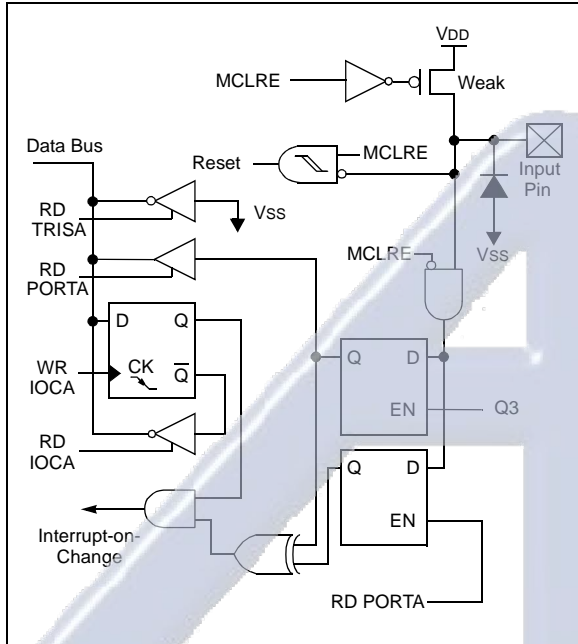 VDD
MCLRE
Weak
Data Bus
Reset
MCLRE
Input
Pin
RD
TRISA
VSS
VSS
RD
PORTA
MCLRE
D
Q
Q
D
WR
IOCA
CK
Q
EN
Q3
RD
IOCA
Q
D
EN
Interrupt-on-
Change
RD PORTA